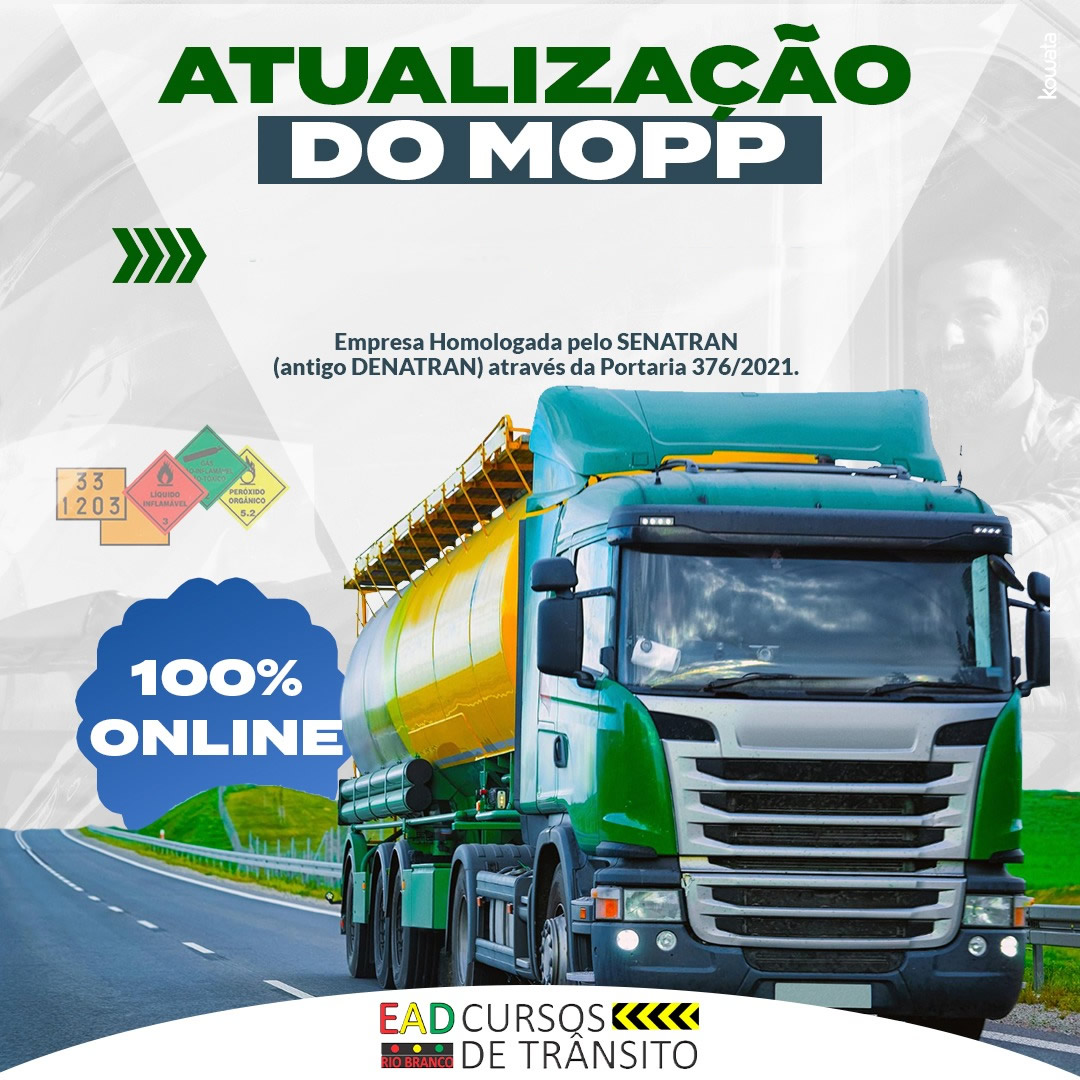 ATUALIZAÇÃO
DO MOPP
kowata
Empresa Homologada pelo SENATRAN
(antigo DENATRAN) através da Portaria 376/2021.
33
1203
LÍQUIDO
INFLAMÁVEL
3
GÁS
PERÓXIDO
ORGÂNICO
5.2
100%
ONLINE
EAD CURSOS
RIO BRANCO DE TRÂNSITO